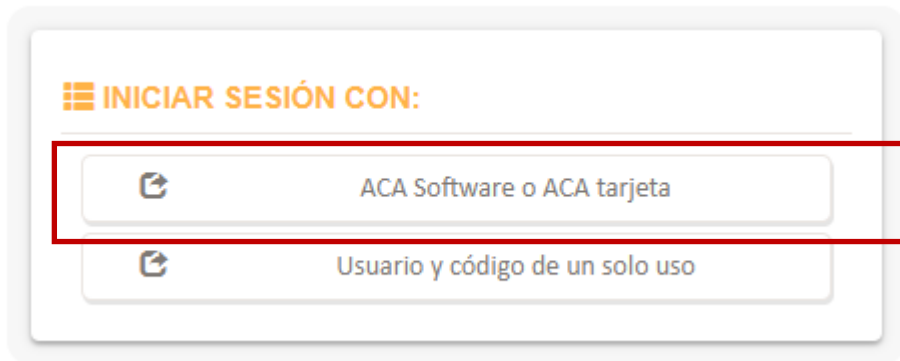 INICIAR SESIÓN CON:
ACA Software o ACA tarjeta
Usuario y código de un solo uso